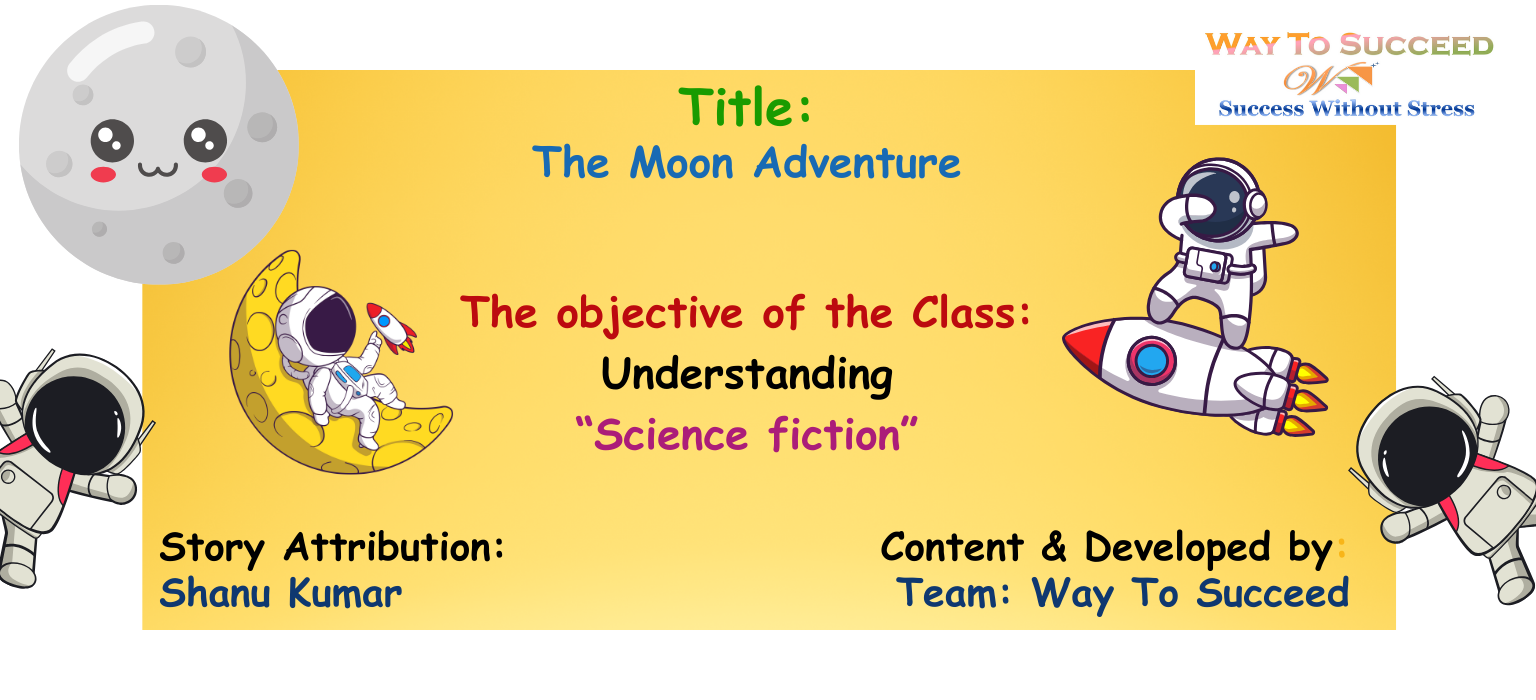 WAY TO SUCCEED
W
Success Without Stress
Title:
The Moon Adventure
The objective of the Class:
Understanding
“Science fiction”
Story Attribution:
Shanu Kumar
Content & Developed by:
Team: Way To Succeed